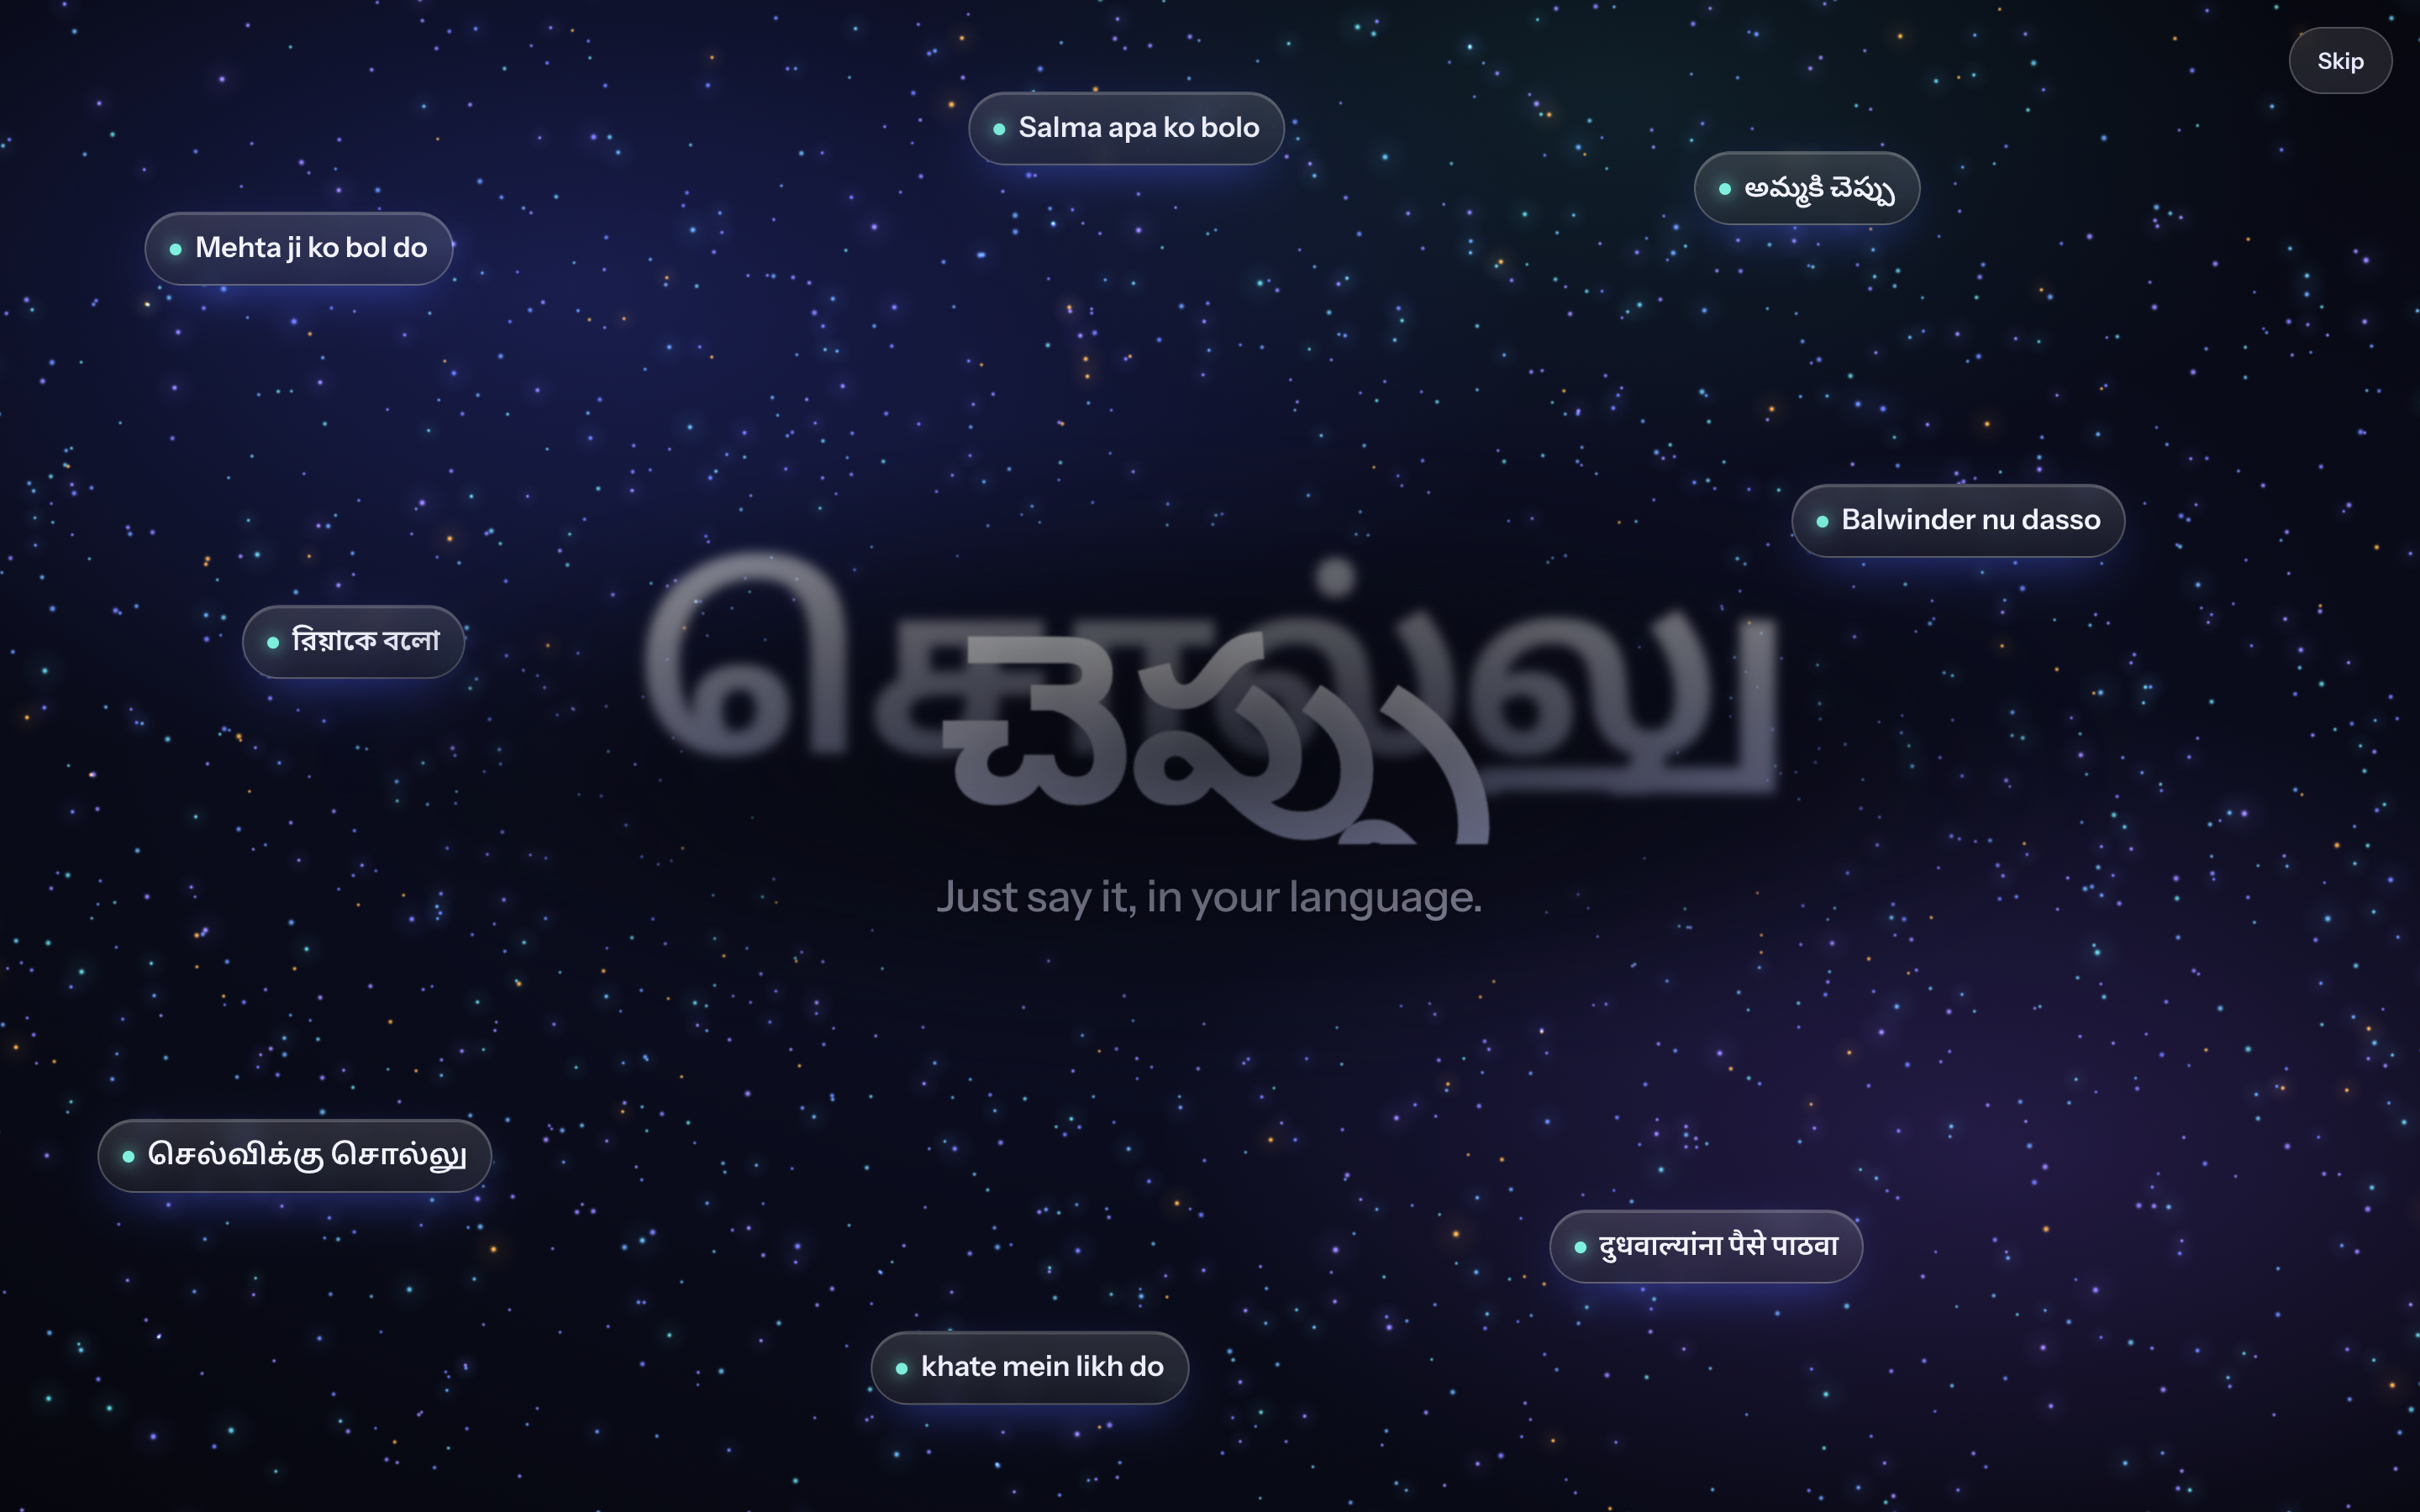 Skip
Salma apa ko bolo
అమ్మకి చెప్పు
Mehta ji ko bol do
Balwinder nu dasso
রিয়াকে বলো
சொல்லு
చెప్పు
Just say it, in your language.
செல்விக்கு சொல்லு
दुधवाल्यांना पैसे पाठवा
khate mein likh do